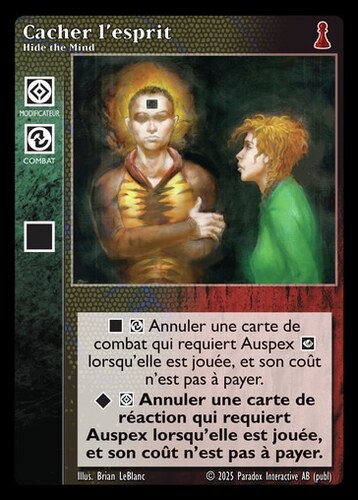 Cacher l'esprit
Hide the Mind
MODIFICATEUR
COMBAT
Annuler une carte de
combat qui requiert Auspex
lorsqu'elle est jouée, et son coût
n'est pas à payer.
Annuler une carte de
réaction qui requiert
Auspex lorsqu'elle est jouée,
et son coût n'est pas à payer.
Illus. Brian LeBlanc © 2025 Paradox Interactive AB (publ)